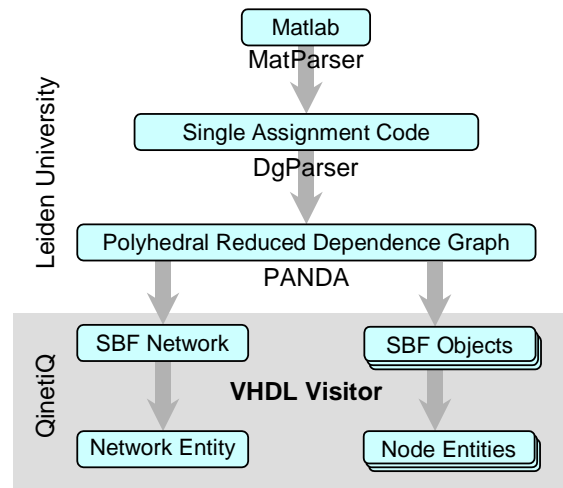 Matlab
MatParser
Single Assignment Code
DgParser
Polyhedral Reduced Dependence Graph
PANDA
Leiden University
SBF Network
SBF Objects
VHDL Visitor
Network Entity
Node Entities
QinetiQ